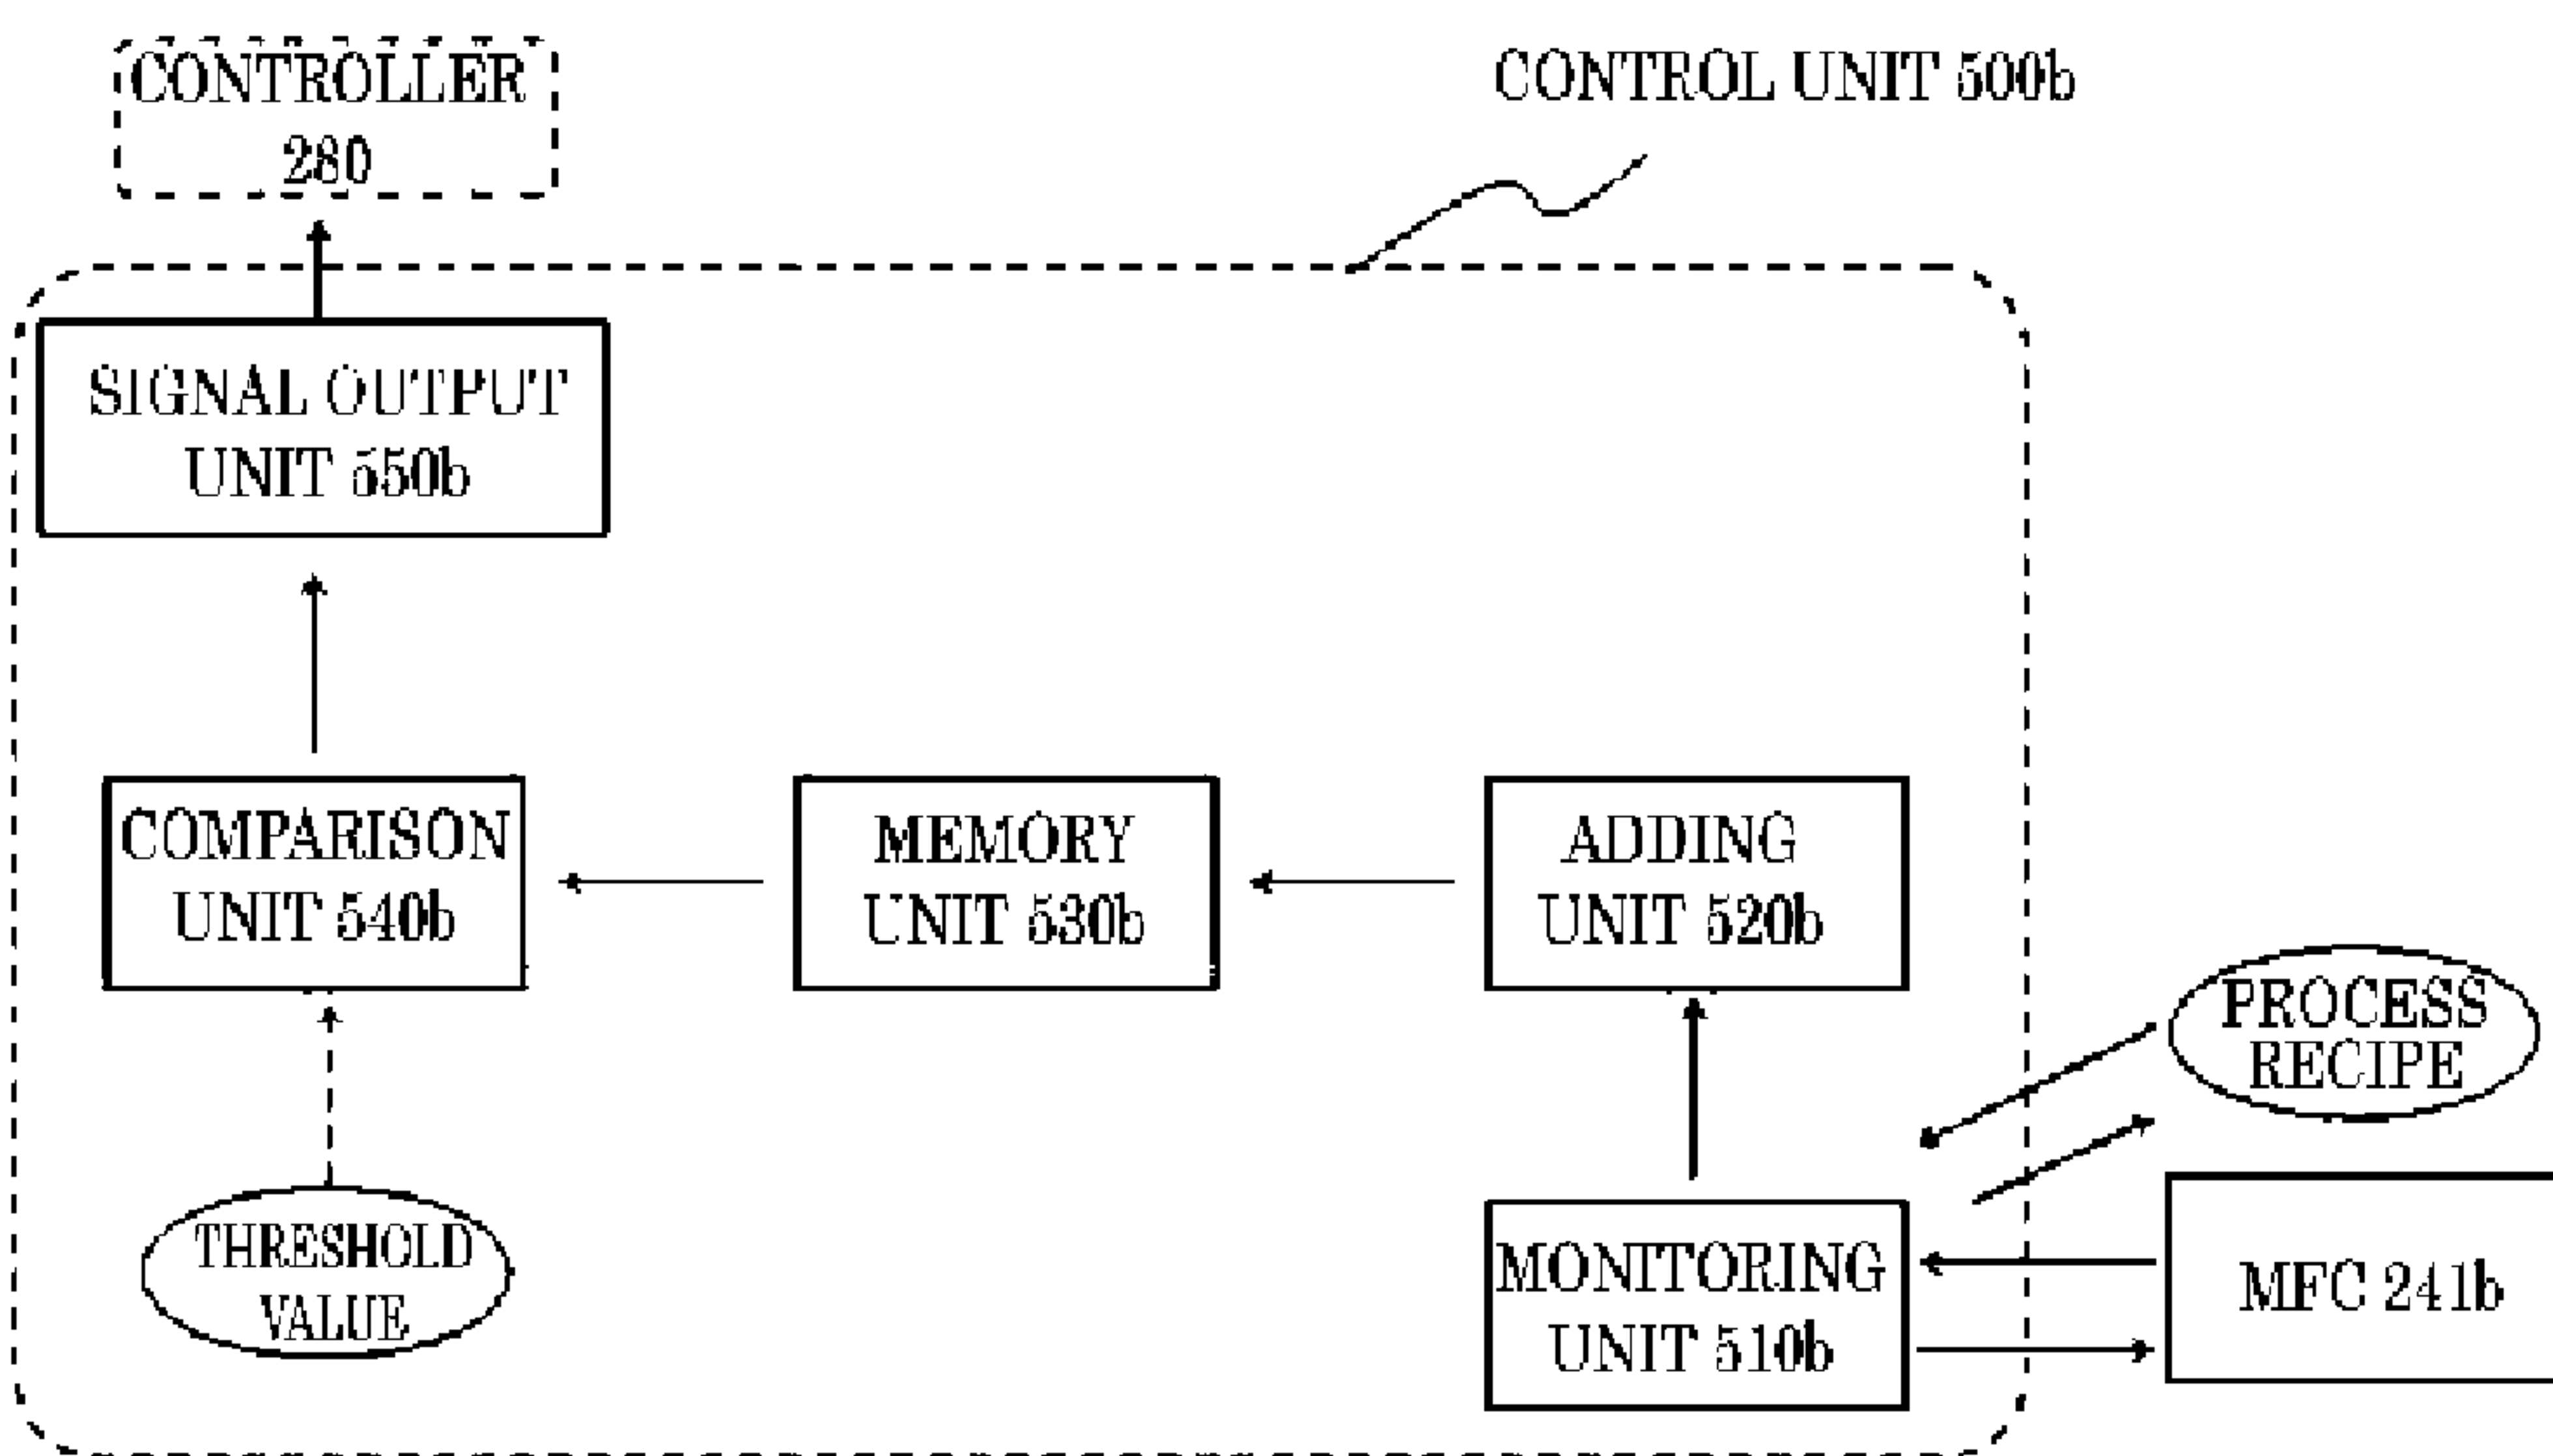 CONTROLLER
280
CONTROL UNIT 500b
SIGNAL OUTPUT
UNIT 550b
COMPARISON
UNIT 540b
MEMORY
UNIT 530b
ADDING
UNIT 520b
PROCESS
RECIPE
THRESHOLD
VALUE
MONITORING
UNIT 510b
MFC 241b